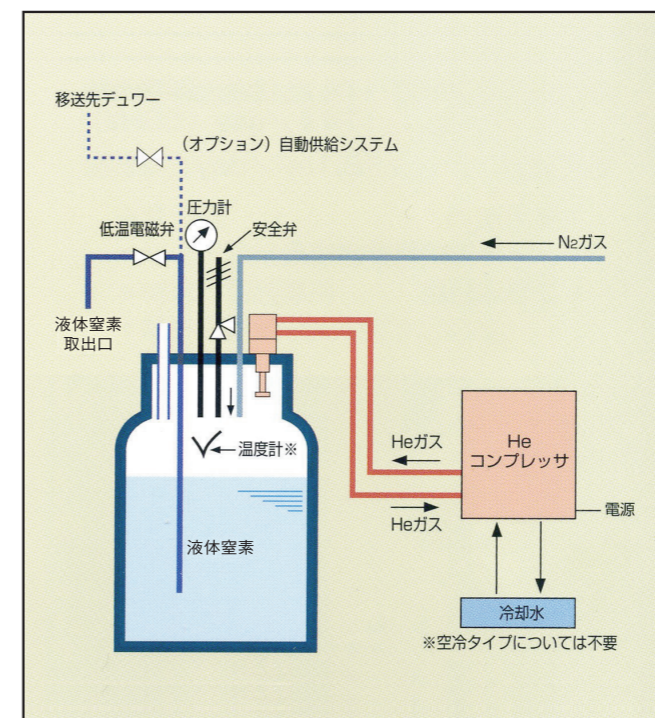 移送先デュワー
(オプション)自動供給システム
圧力計
低温電磁弁
安全弁
N2ガス
液体窒素
取出口
温度計※
Heガス
He
コンプレッサ
Heガス
電源
液体窒素
冷却水
※空冷タイプについては不要